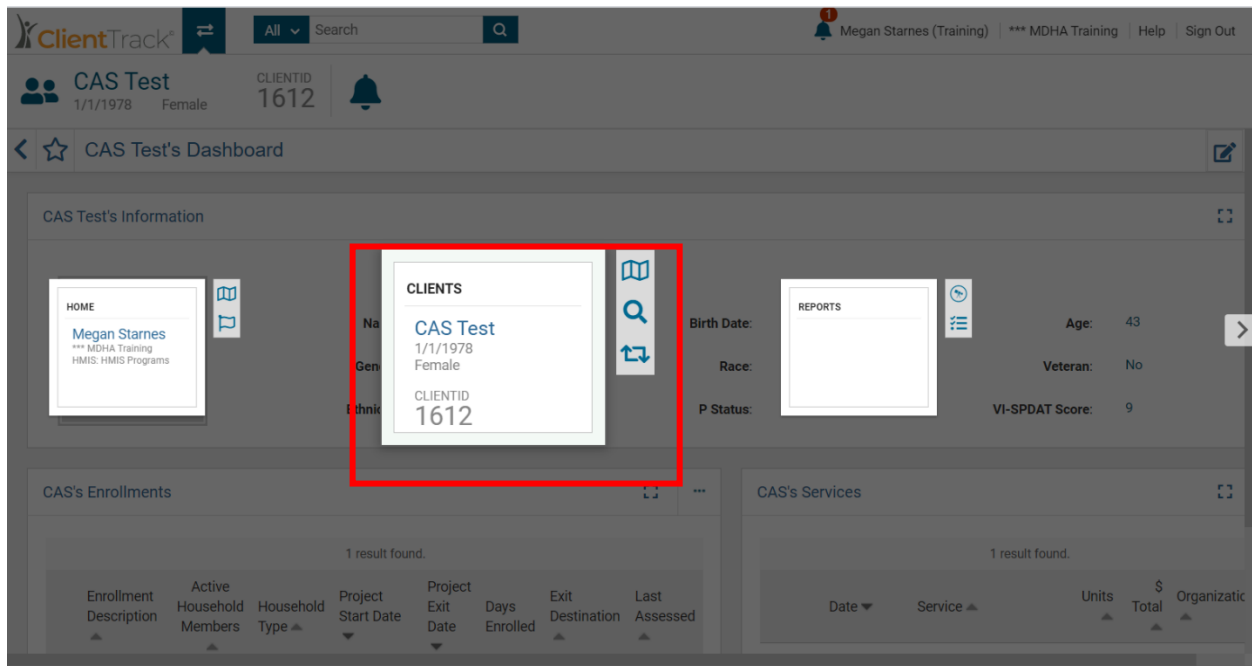 ClientTrack®
All
Search
1
Megan Starnes (Training)
*** MDHA Training
Help
Sign Out
CAS Test
1/1/1978 Female
CLIENTID
1612
CAS Test's Dashboard
CAS Test's Information
HOME
Megan Starnes
*** MDHA Training
HMIS: HMIS Programs
CLIENTS
CAS Test
1/1/1978
Female
CLIENTID
1612
REPORTS
Birth Date:
Age: 43
Race:
Veteran: No
P Status:
VI-SPDAT Score: 9
CAS's Enrollments
...
1 result found.
Enrollment Description
Active Household Members
Household Type
Project Start Date
Project Exit Date
Days Enrolled
Exit Destination
Last Assessed
CAS's Services
1 result found.
Date
Service
Units
$ Total